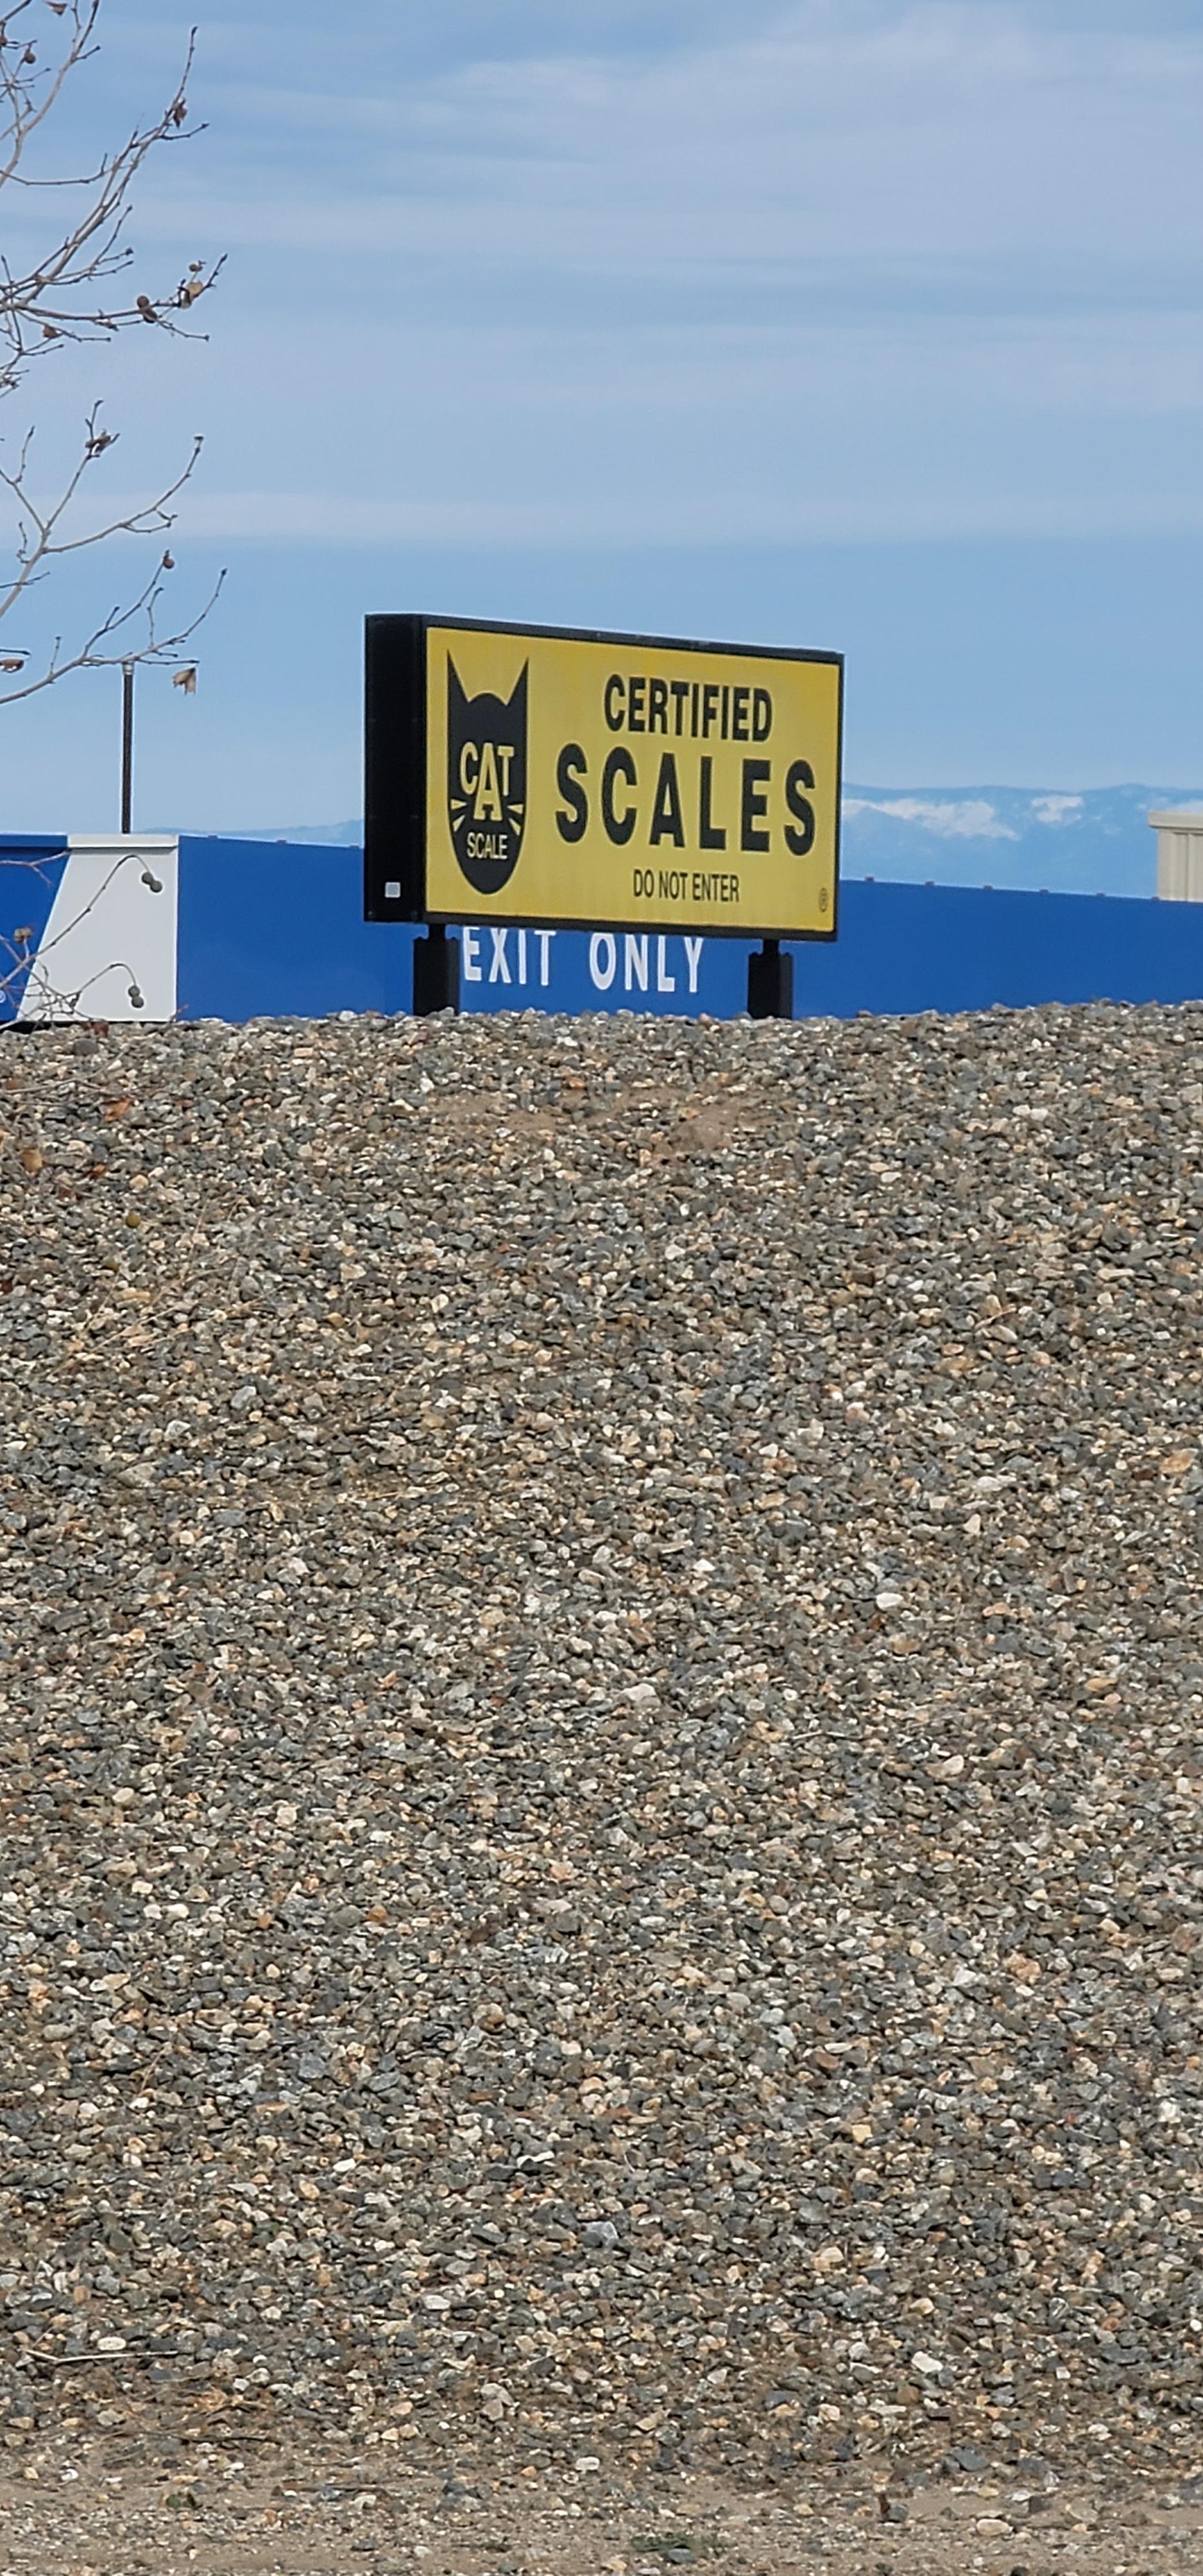 CAT
SCALE
CERTIFIED
SCALES
DO NOT ENTER
®
EXIT ONLY